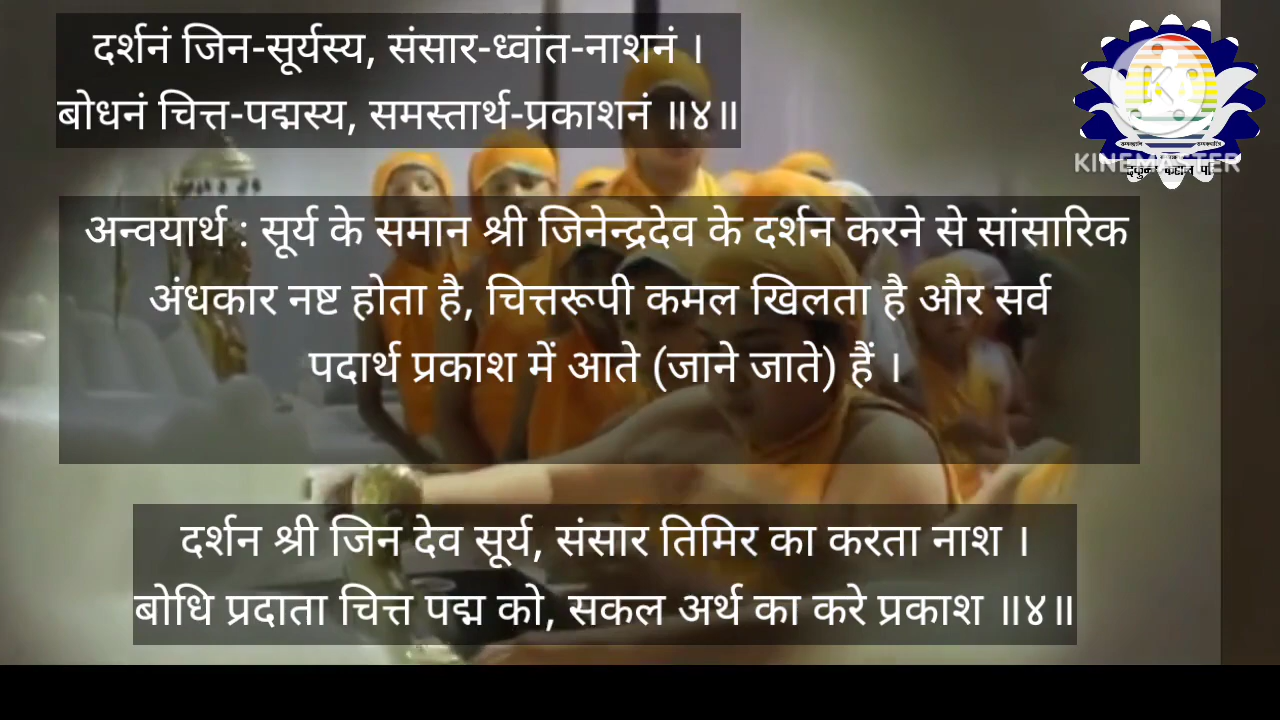 दर्शनं जिन-सूर्यस्य, संसार-ध्वांत-नाशनं ।
बोधनं चित्त-पद्मस्य, समस्तार्थ-प्रकाशनं ॥४॥
अन्वयार्थ : सूर्य के समान श्री जिनेन्द्रदेव के दर्शन करने से सांसारिक
अंधकार नष्ट होता है, चित्तरूपी कमल खिलता है और सर्व
पदार्थ प्रकाश में आते (जाने जाते) हैं ।
दर्शन श्री जिन देव सूर्य, संसार तिमिर का करता नाश ।
बोधि प्रदाता चित्त पद्म को, सकल अर्थ का करे प्रकाश ॥४॥
KINEMASTER